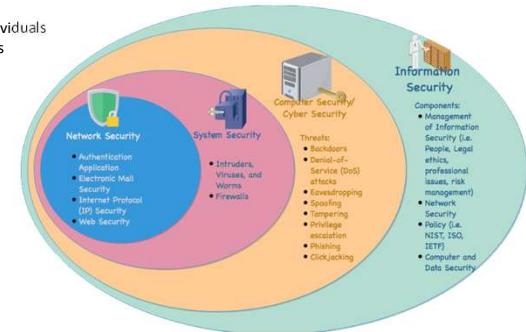 viduals
s
Network Security
• Authentication
Application
• Electronic Mail
Security
• Internet Protocol
(IP) Security
• Web Security
System Security
• Intruders,
Viruses, and
Worms
• Firewalls
Computer Security/
Cyber Security
Threats:
• Backdoors
• Denial-of-
Service (DoS)
attacks
• Eavesdropping
• Spoofing
• Tampering
• Privilege
escalation
• Phishing
• Clickjacking
Information
Security
Components:
• Management
of Information
Security (i.e.
People, Legal
ethics,
professional
issues, risk
management)
• Network
Security
• Policy (i.e.
NIST, ISO,
IETF)
• Computer and
Data Security